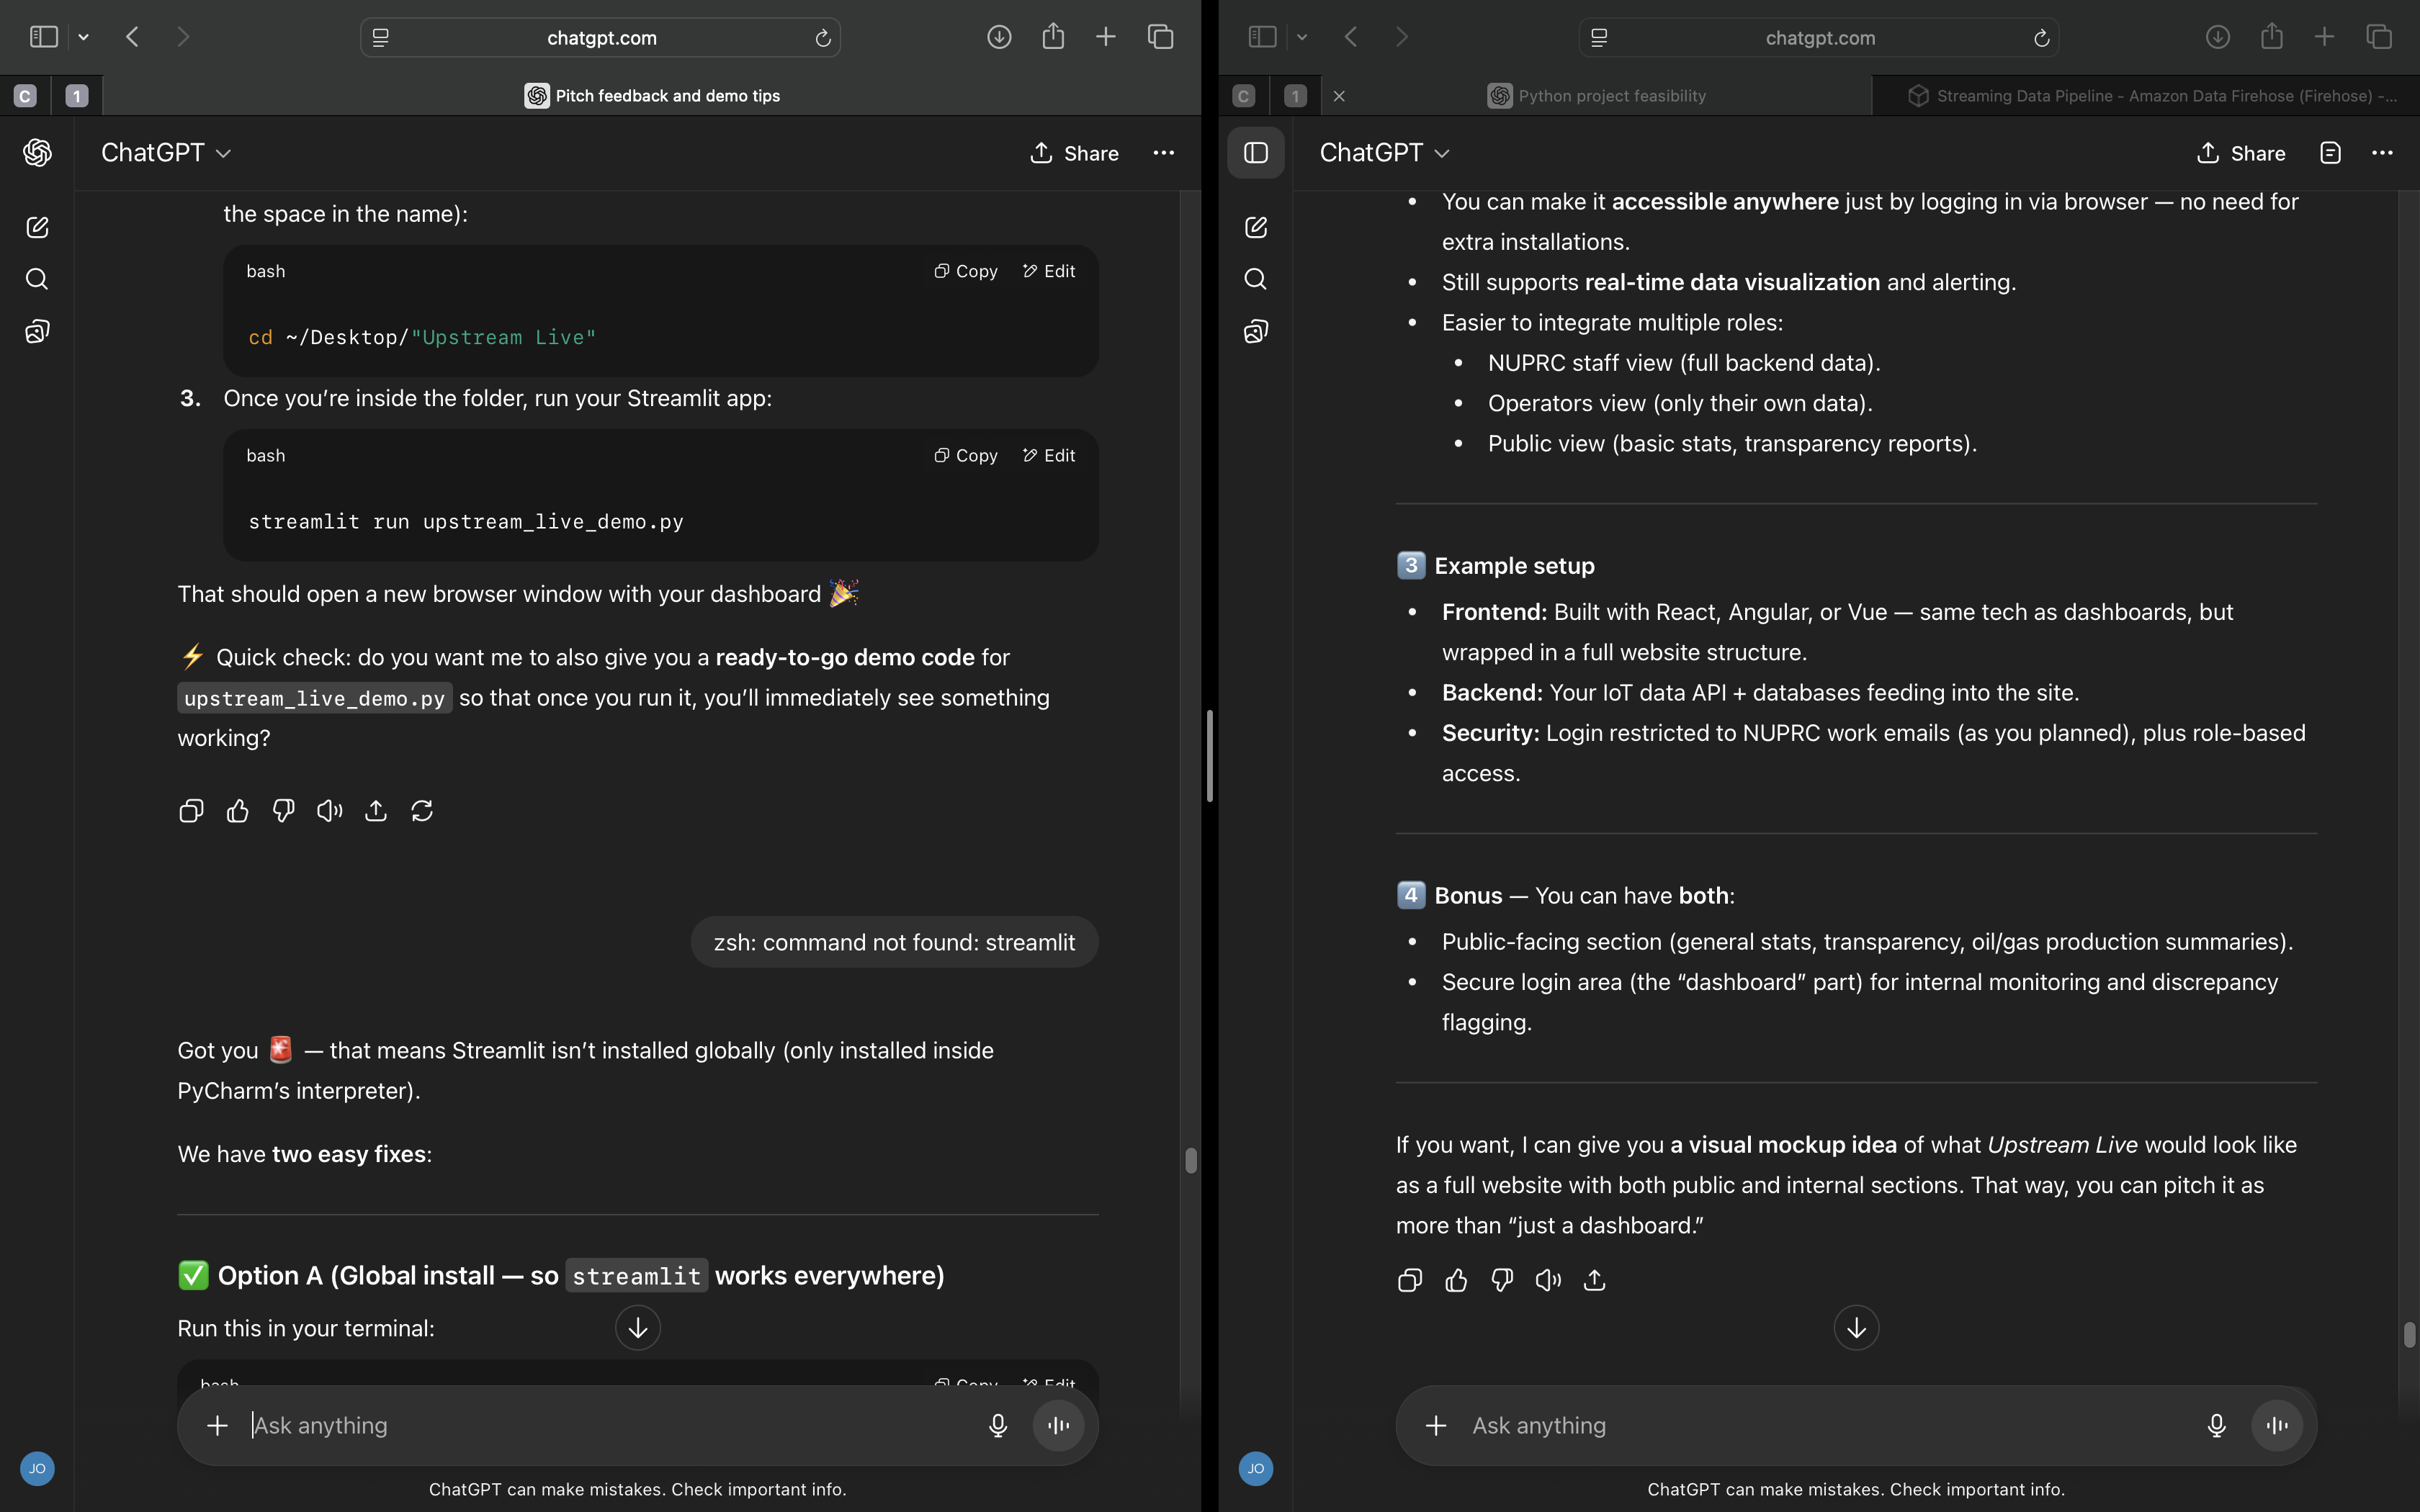 chatgpt.com
C
1
Pitch feedback and demo tips
ChatGPT
Share
the space in the name):
bash
Copy
Edit
cd ~/Desktop/"Upstream Live"
3. Once you’re inside the folder, run your Streamlit app:
bash
Copy
Edit
streamlit run upstream_live_demo.py
That should open a new browser window with your dashboard 🎉
⚡ Quick check: do you want me to also give you a ready-to-go demo code for
upstream_live_demo.py so that once you run it, you’ll immediately see something
working?
zsh: command not found: streamlit
Got you 🚨 — that means Streamlit isn’t installed globally (only installed inside
PyCharm’s interpreter).
We have two easy fixes:
✅ Option A (Global install — so streamlit works everywhere)
Run this in your terminal:
bash
Copy
Edit
Ask anything
JO
ChatGPT can make mistakes. Check important info.
chatgpt.com
C
1
Python project feasibility
Streaming Data Pipeline - Amazon Data Firehose (Firehose) -...
ChatGPT
Share
• You can make it accessible anywhere just by logging in via browser — no need for
extra installations.
• Still supports real-time data visualization and alerting.
• Easier to integrate multiple roles:
• NUPRC staff view (full backend data).
• Operators view (only their own data).
• Public view (basic stats, transparency reports).
3️⃣ Example setup
• Frontend: Built with React, Angular, or Vue — same tech as dashboards, but
wrapped in a full website structure.
• Backend: Your IoT data API + databases feeding into the site.
• Security: Login restricted to NUPRC work emails (as you planned), plus role-based
access.
4️⃣ Bonus — You can have both:
• Public-facing section (general stats, transparency, oil/gas production summaries).
• Secure login area (the “dashboard” part) for internal monitoring and discrepancy
flagging.
If you want, I can give you a visual mockup idea of what Upstream Live would look like
as a full website with both public and internal sections. That way, you can pitch it as
more than “just a dashboard.”
Ask anything
JO
ChatGPT can make mistakes. Check important info.